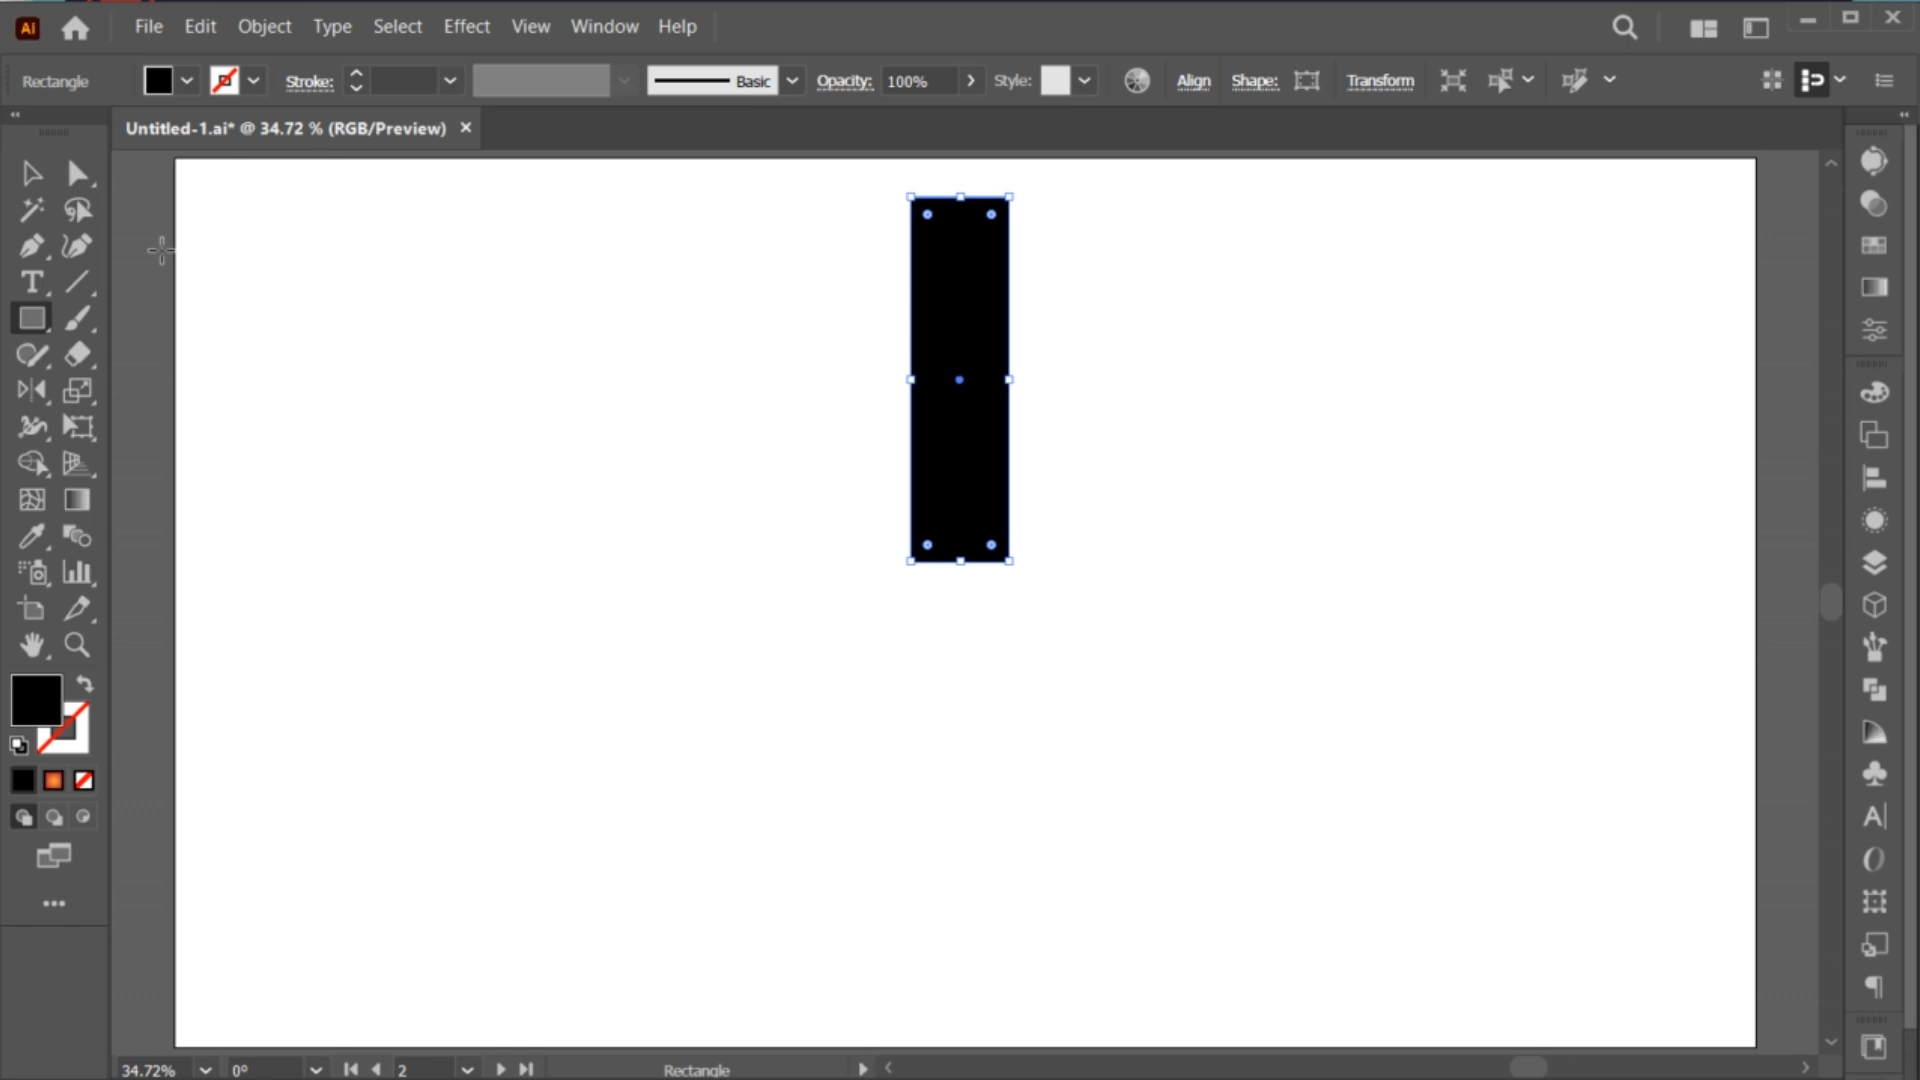 Ai File Edit Object Type Select Effect View Window Help
Rectangle Stroke: Basic Opacity: 100% Style: Align Shape: Transform
Untitled-1.ai* @ 34.72 % (RGB/Preview) ×
34.72% 0° 2 Rectangle